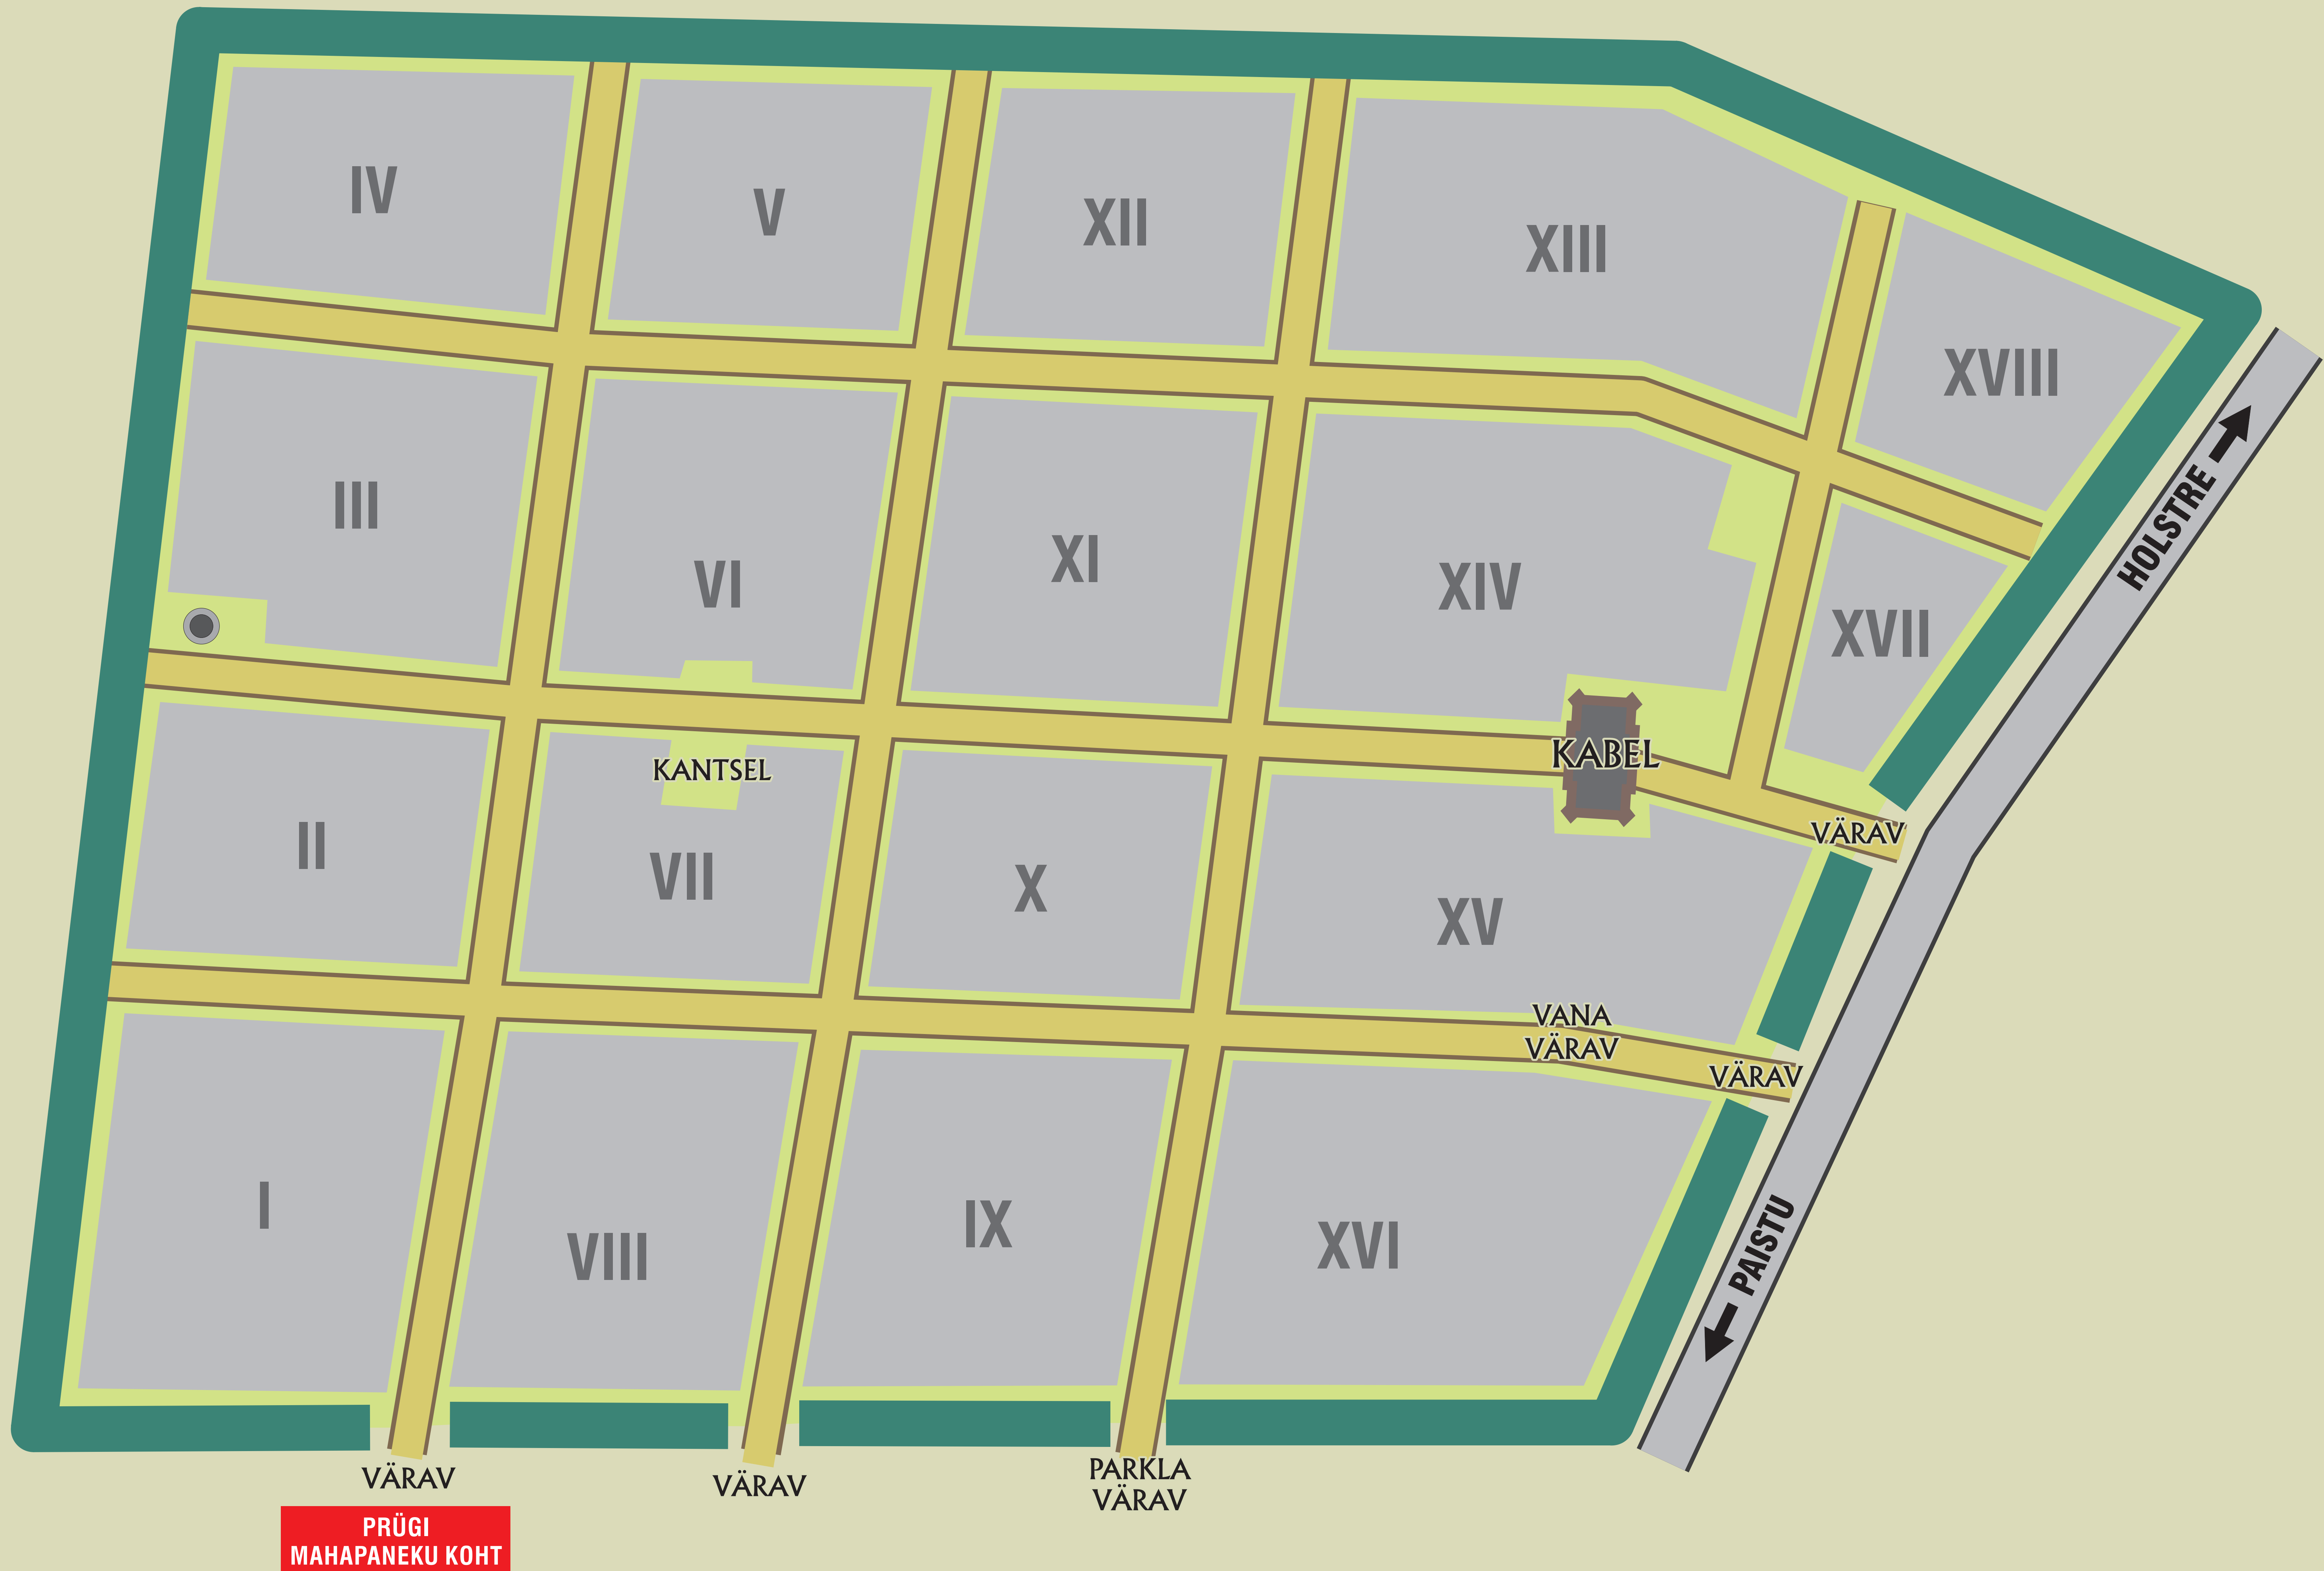 IV
V
XII
XIII
XVIII
III
VI
XI
XIV
XVII
HOLSTRE
KABEL
KANTSEL
II
VII
X
XV
VÄRAV
VANA
VÄRAV
VÄRAV
I
VIII
IX
XVI
PAISTU
VÄRAV
VÄRAV
PARKLA
VÄRAV
PRÜGI
MAHAPANEKU KOHT